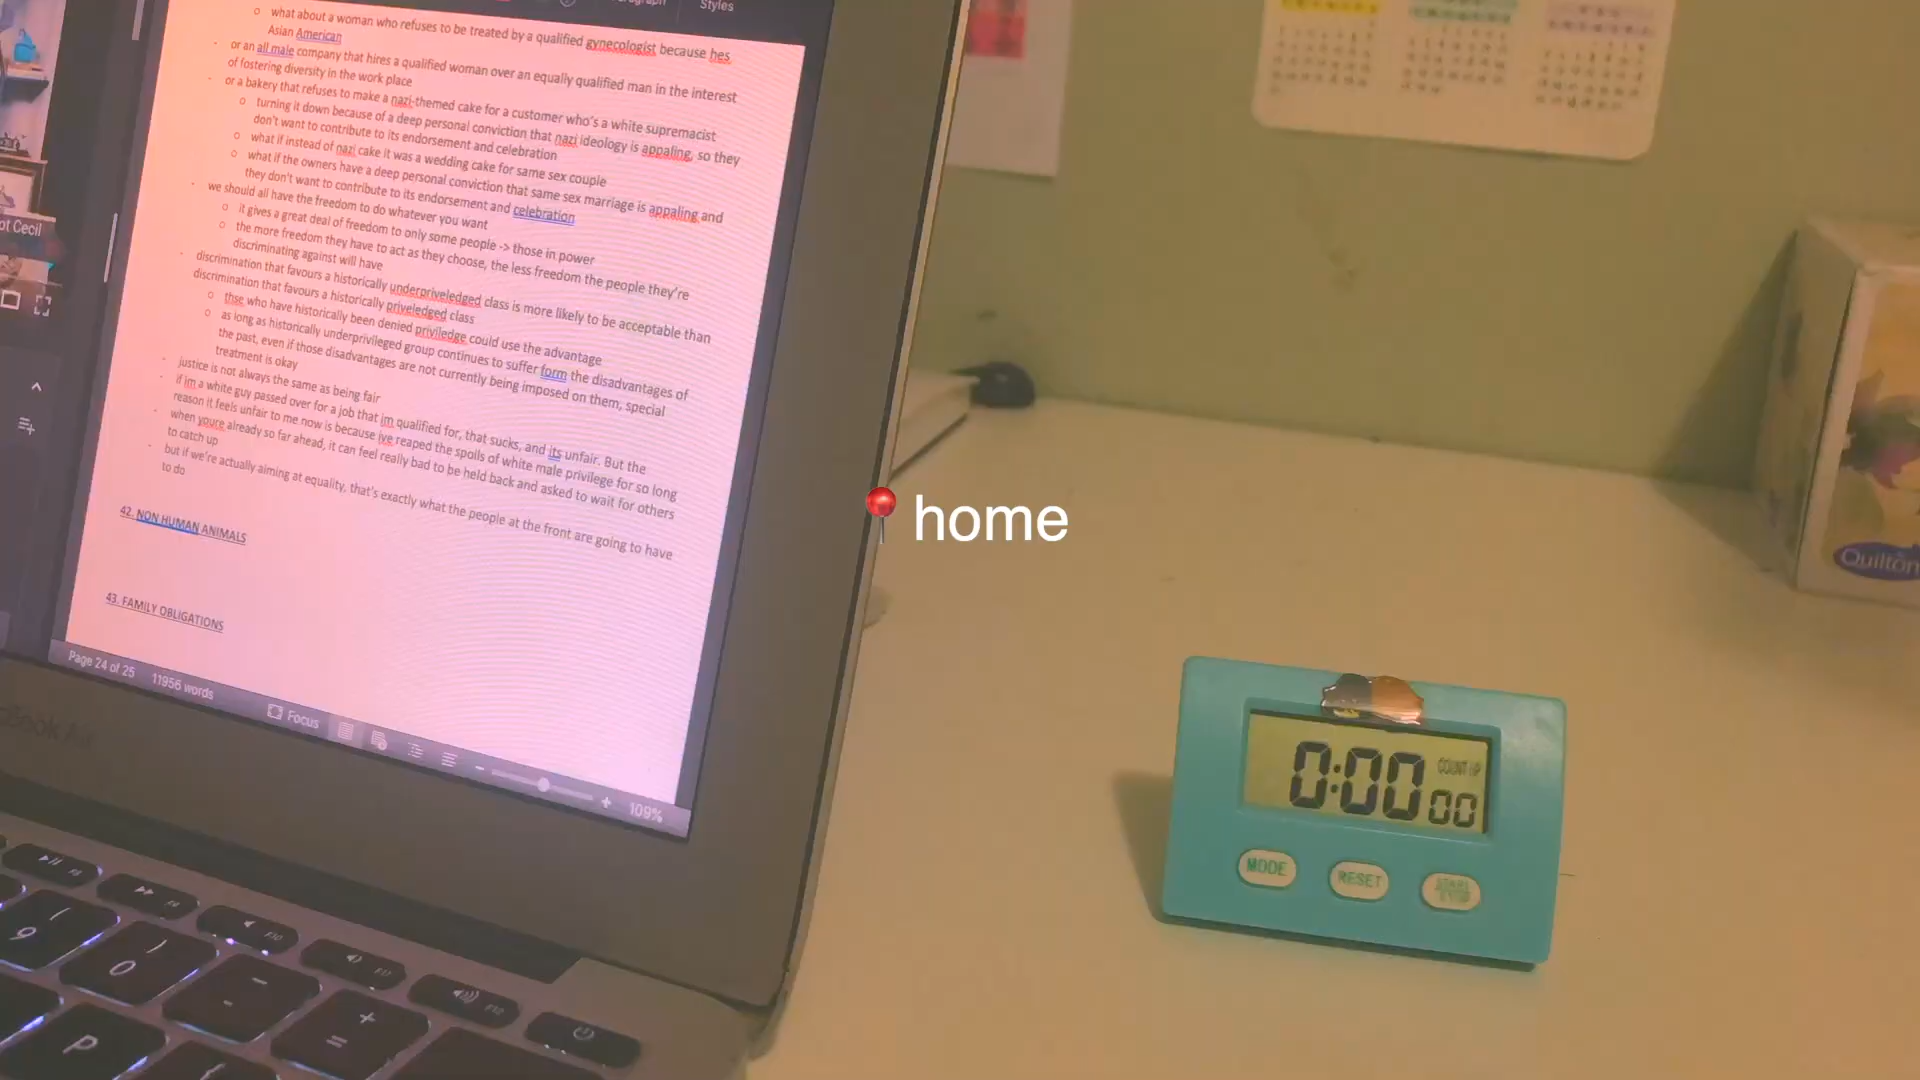 Styles
what about a woman who refuses to be treated by a qualified gynecologist because hes
Asian American
or an all male company that hires a qualified woman over an equally qualified man in the interest
of fostering diversity in the work place
or a bakery that refuses to make a nazi-themed cake for a customer who's a white supremacist
turning it down because of a deep personal conviction that nazi ideology is appaling, so they
don't want to contribute to its endorsement and celebration
what if instead of nazi cake it was a wedding cake for same sex couple
what if the owners have a deep personal conviction that same sex marriage is appaling and
they don't want to contribute to its endorsement and celebration
we should all have the freedom to do whatever you want
it gives a great deal of freedom to only some people -> those in power
the more freedom they have to act as they choose, the less freedom the people they're
discriminating against will have
discrimination that favours a historically underpriveledged class is more likely to be acceptable than
discrimination that favours a historically priveledged class
thse who have historically been denied priviledge could use the advantage
as long as historically underprivileged group continues to suffer form the disadvantages of
the past, even if those disadvantages are not currently being imposed on them, special
treatment is okay
justice is not always the same as being fair
if im a white guy passed over for a job that im qualified for, that sucks, and its unfair. But the
reason it feels unfair to me now is because ive reaped the spoils of white male privilege for so long
when youre already so far ahead, it can feel really bad to be held back and asked to wait for others
to catch up
but if we're actually aiming at equality, that's exactly what the people at the front are going to have
to do
42. NON HUMAN ANIMALS
43. FAMILY OBLIGATIONS
Page 24 of 25 11956 words
Focus
109%
Cecil
home
Quilton
0:00 00
COUNT UP
MODE RESET
F8
F9
F10
F11
F12
9
0
P